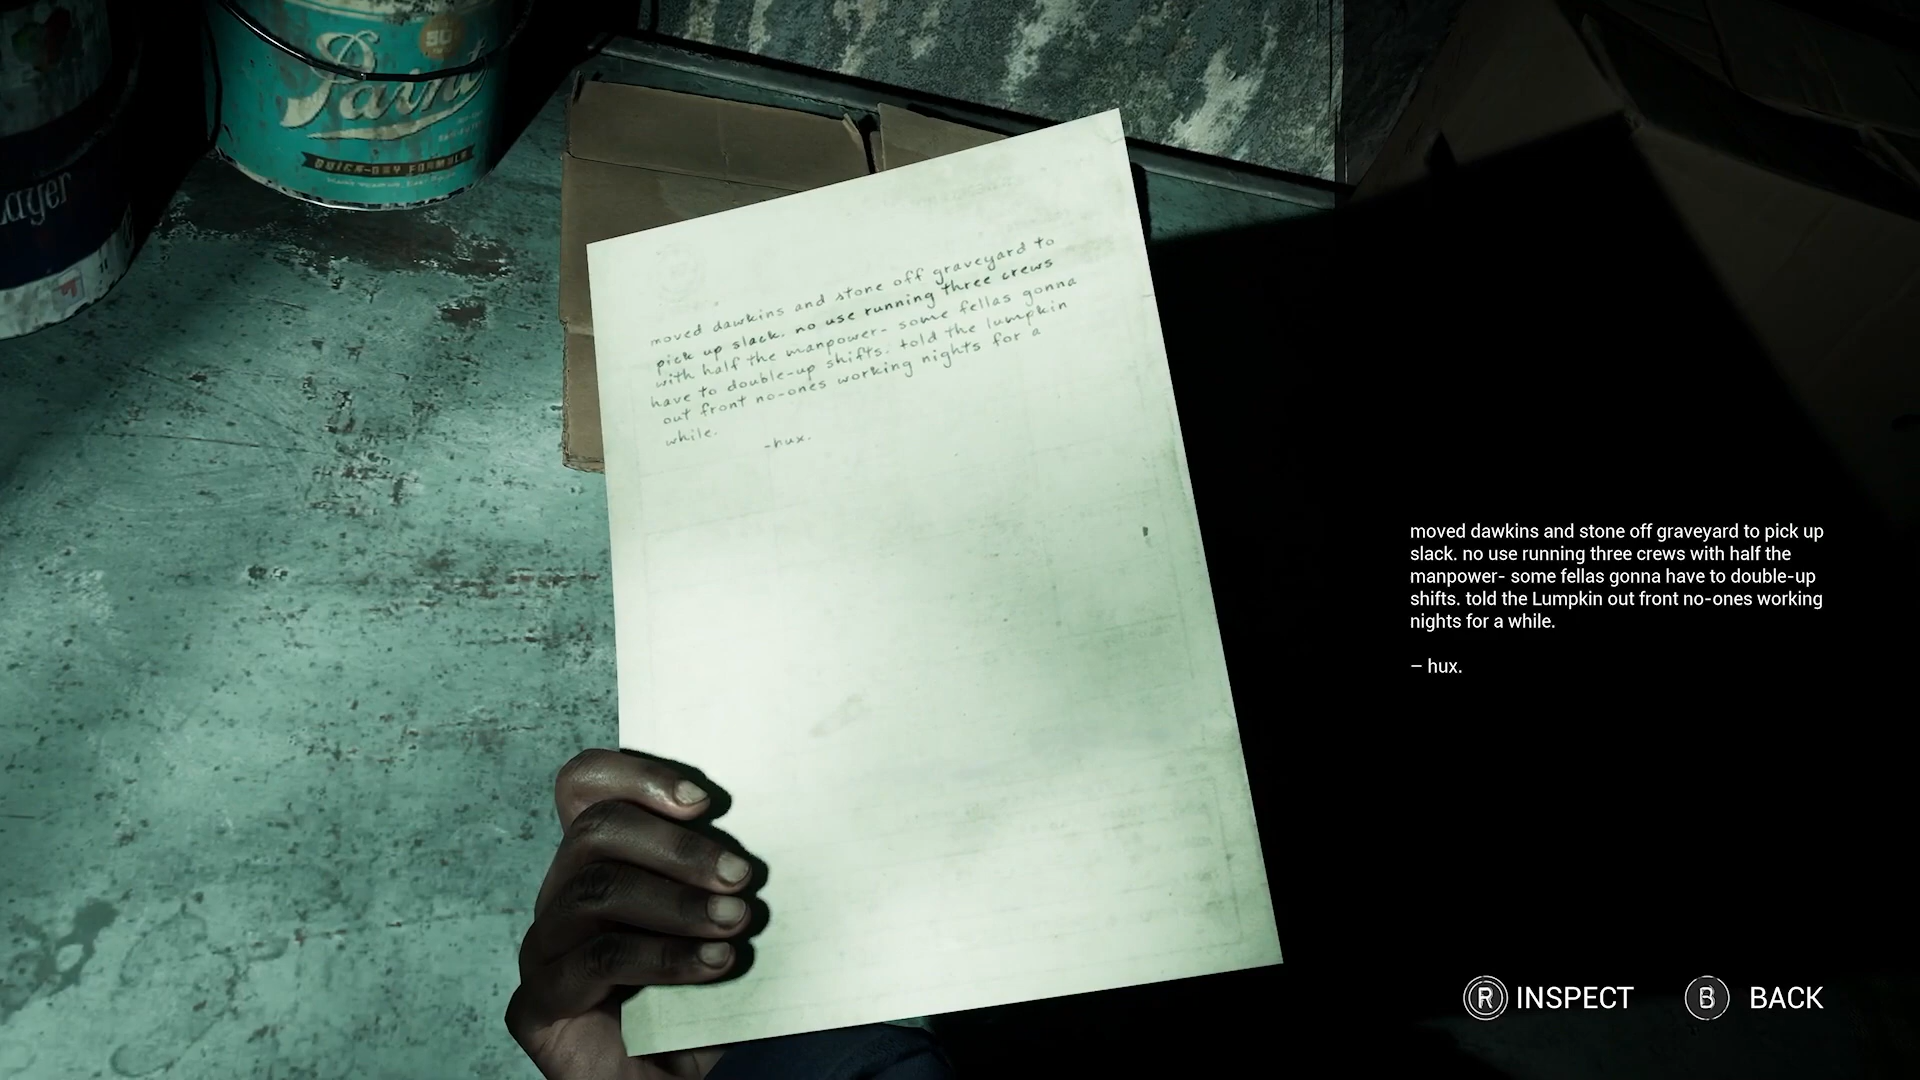 50
Paint
QUICK-DRY FORMULA
Layer
moved dawkins and stone off graveyard to
pick up slack. no use running three crews
with half the manpower- some fellas gonna
have to double-up shifts. told the lumpkin
out front no-ones working nights for a
while.
-hux.
moved dawkins and stone off graveyard to pick up
slack. no use running three crews with half the
manpower- some fellas gonna have to double-up
shifts. told the Lumpkin out front no-ones working
nights for a while.
– hux.
R INSPECT B BACK